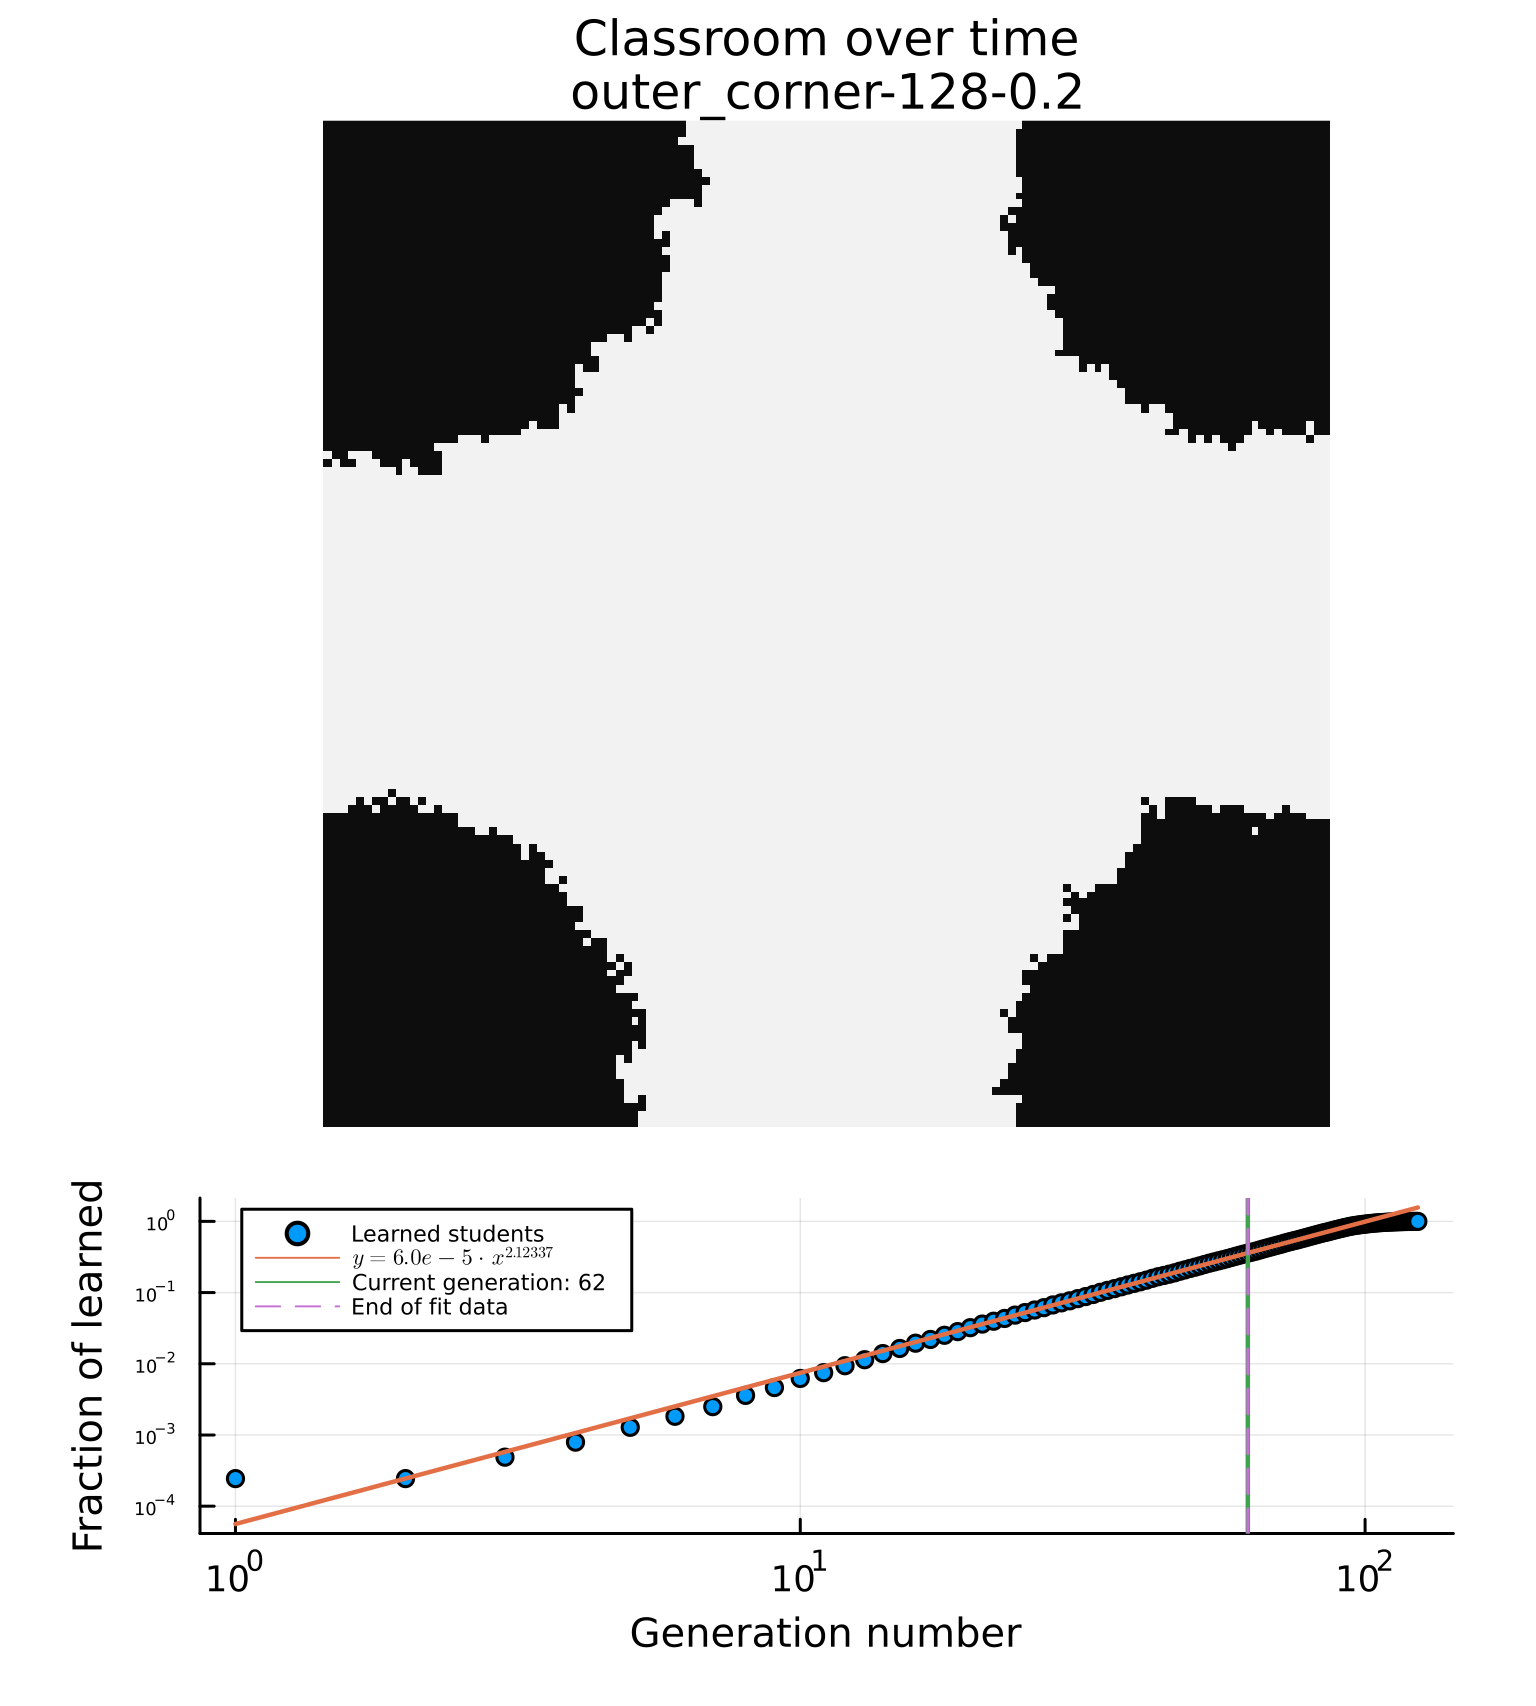 Classroom over time
outer_corner-128-0.2
Fraction of learned
10^0
10^-1
10^-2
10^-3
10^-4
Learned students
y = 6.0e − 5 · x^2.12337
Current generation: 62
End of fit data
10^0 10^1 10^2
Generation number